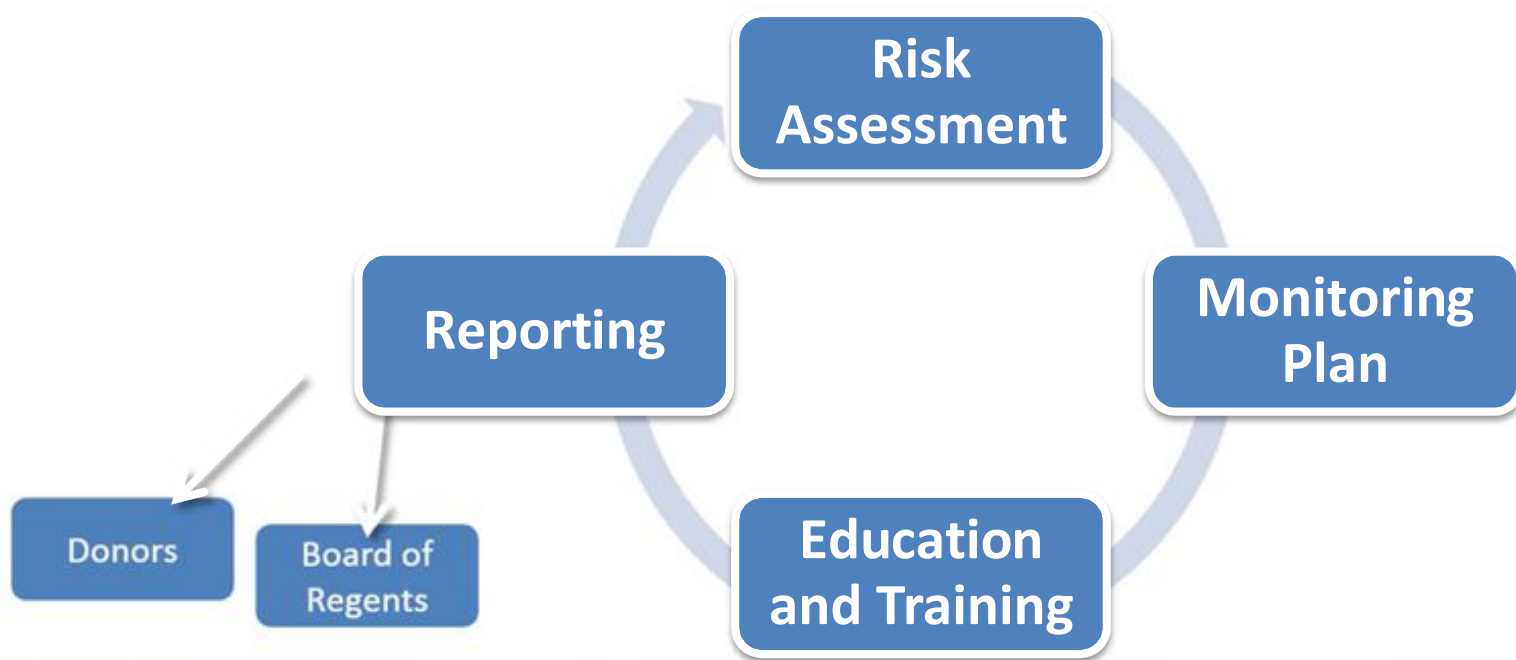 Risk
Assessment
Reporting
Monitoring
Plan
Donors
Board of
Regents
Education
and Training